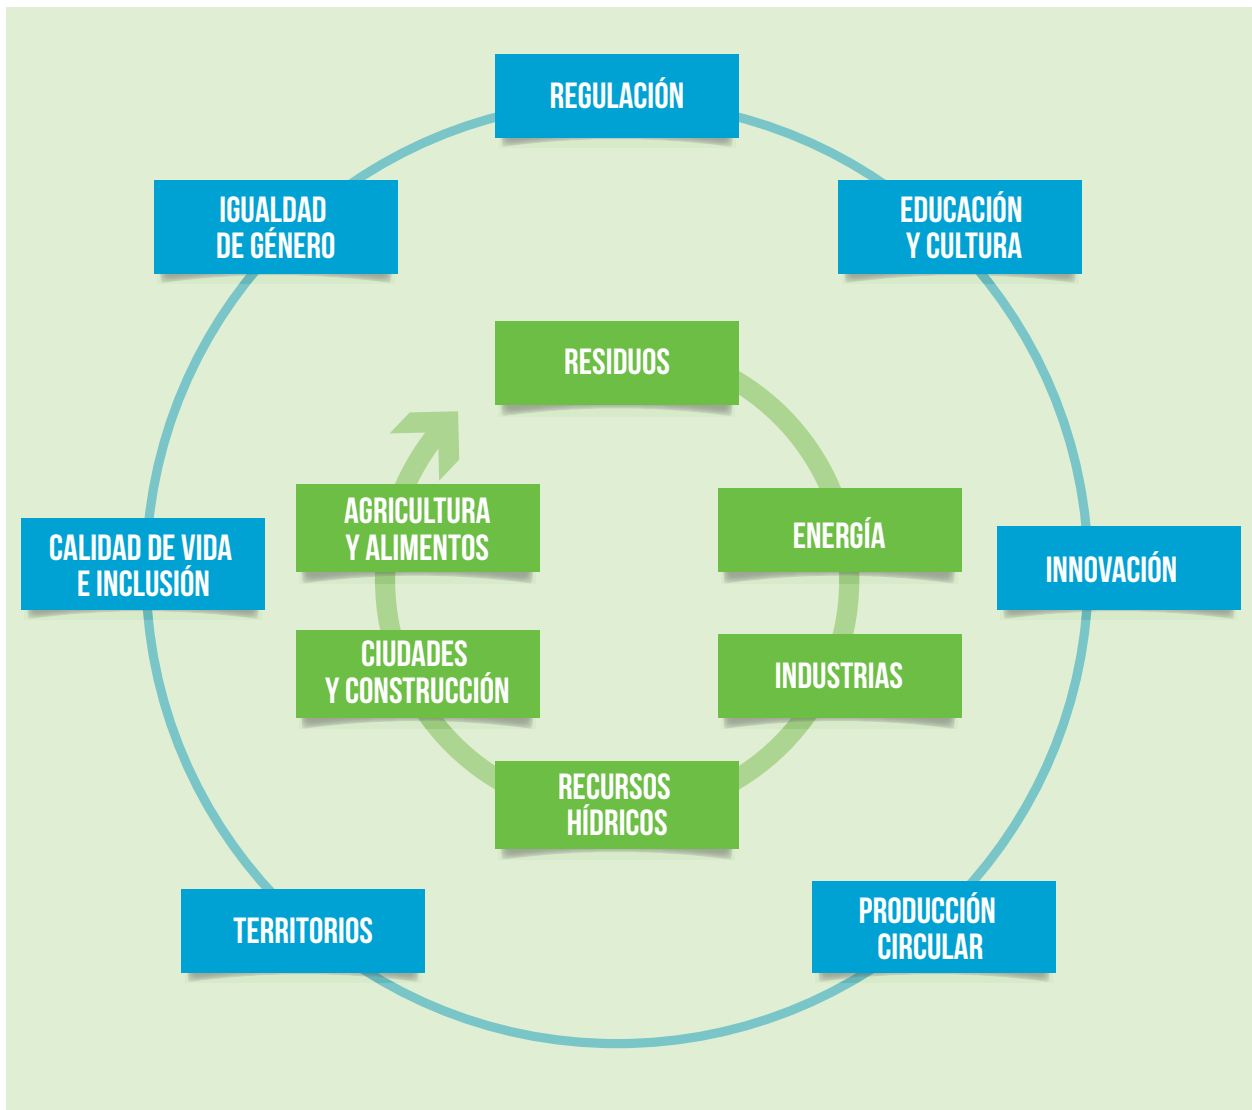 REGULACIÓN
IGUALDAD
DE GÉNERO
EDUCACIÓN
Y CULTURA
RESIDUOS
AGRICULTURA
Y ALIMENTOS
ENERGÍA
CALIDAD DE VIDA
E INCLUSIÓN
INNOVACIÓN
CIUDADES
Y CONSTRUCCIÓN
INDUSTRIAS
RECURSOS
HÍDRICOS
TERRITORIOS
PRODUCCIÓN
CIRCULAR